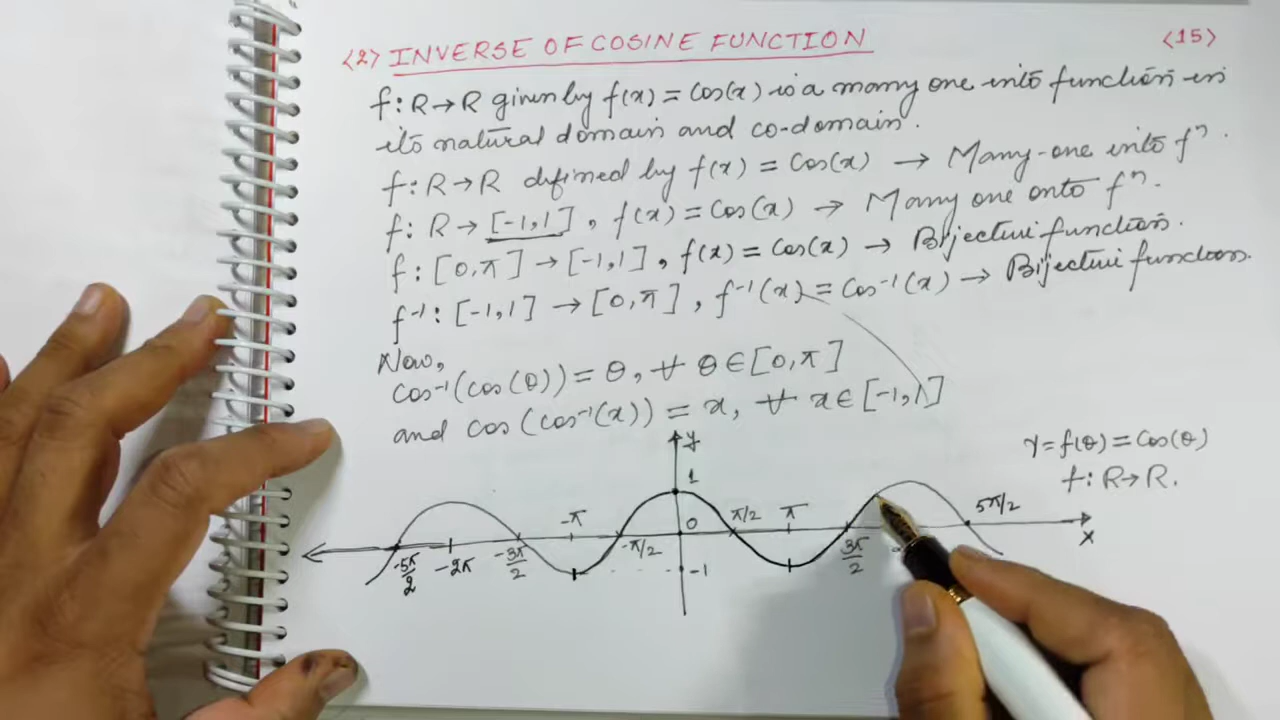 <2> INVERSE OF COSINE FUNCTION <15>
f: R→R given by f(x) = cos(x) is a many one into function in
its natural domain and co-domain.
f: R→R defined by f(x) = Cos(x) → Many-one into fⁿ.
f: R→[-1,1], f(x) = Cos(x) → Many one onto fⁿ.
f: [0,π]→[-1,1], f(x) = Cos(x) → Bijective function.
f⁻¹: [-1,1] → [0,π], f⁻¹(x) = Cos⁻¹(x) → Bijective function.
Now,
cos⁻¹(cos(θ)) = θ, ∀ θ∈[0,π]
and cos(cos⁻¹(x)) = x, ∀ x∈[-1,1]
y = f(θ) = Cos(θ)
f: R→R.
y
1
-π 0 π/2 π 5π/2
x
-5π/2 -2π -3π/2 -π/2 3π/2
-1